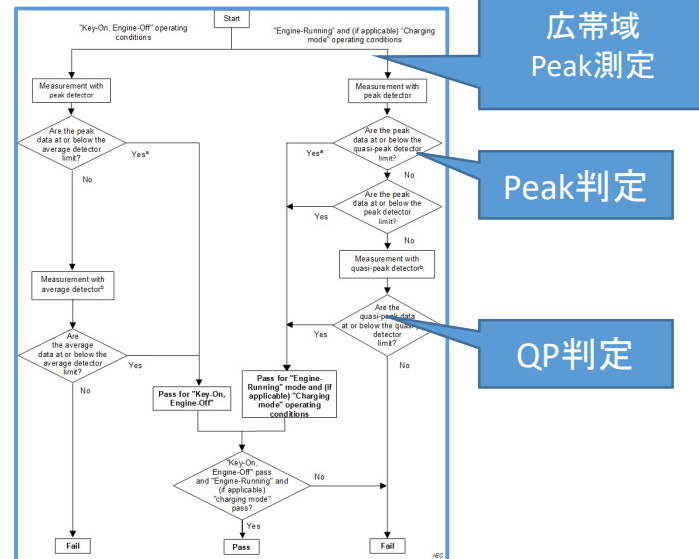 Start
"Key-On, Engine-Off" operating
conditions
"Engine-Running" and (if applicable) "Charging
mode" operating conditions
広帯域
Peak測定
Measurement with
peak detector
Measurement with
peak detector
Are the peak
data at or below the
average detector
limit?
Yesª
No
Are the peak
data at or below the
quasi-peak detector
limit?
Yesª
No
Peak判定
Are the peak
data at or below the
peak detector
limit?
Yes
No
Measurement with
average detectorᵇ
Measurement with
quasi-peak detectorᵇ
Are
the average
data at or below the
average detector
limit?
Yes
No
Are the
quasi-peak data
at or below the quasi-p
detector
limit?
Yes
No
QP判定
Pass for "Key-On,
Engine-Off"
Pass for "Engine-
Running" mode and (if
applicable) "Charging
mode" operating
conditions
"Key-On,
Engine-Off" pass
and "Engine-Running" and
(if applicable)
"charging mode"
pass?
No
Yes
Fail
Pass
Fail
IEC